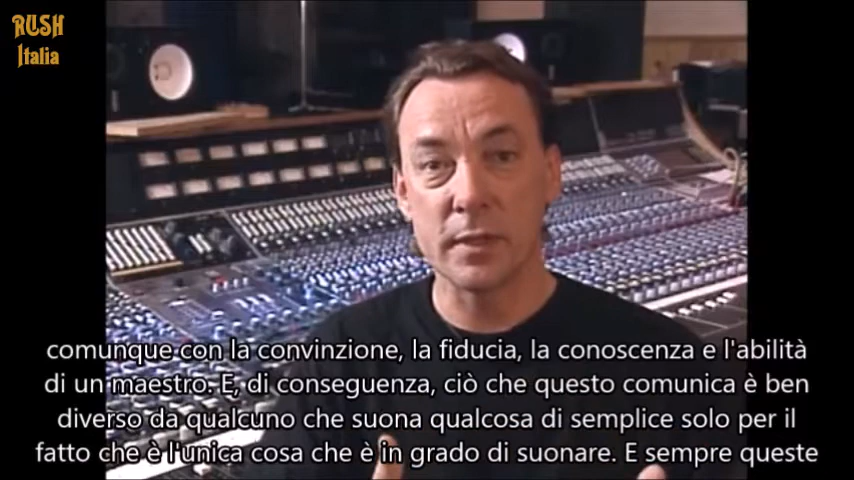 RUSH
Italia
comunque con la convinzione, la fiducia, la conoscenza e l'abilità
di un maestro. E, di conseguenza, ciò che questo comunica è ben
diverso da qualcuno che suona qualcosa di semplice solo per il
fatto che è l'unica cosa che è in grado di suonare. E sempre queste